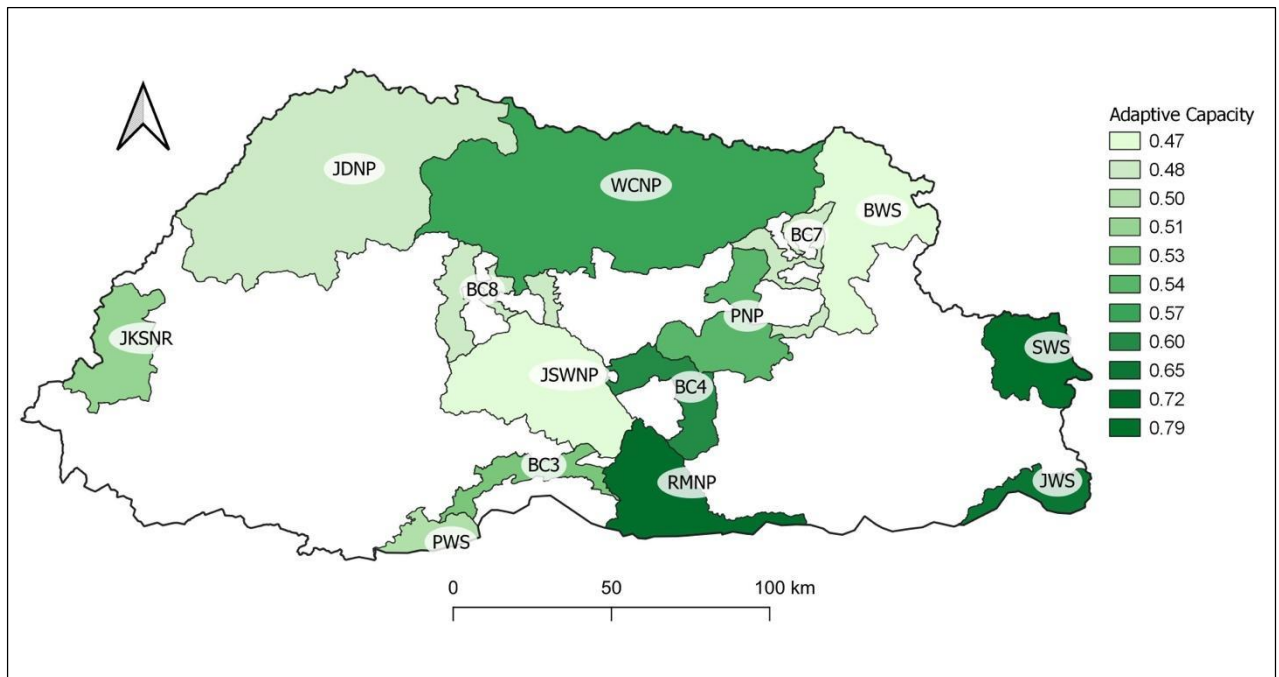 Adaptive Capacity
0.47
0.48
0.50
0.51
0.53
0.54
0.57
0.60
0.65
0.72
0.79
JDNP
WCNP
BWS
BC7
BC8
PNP
JKSNR
SWS
JSWNP
BC4
BC3
RMNP
JWS
PWS
0 50 100 km